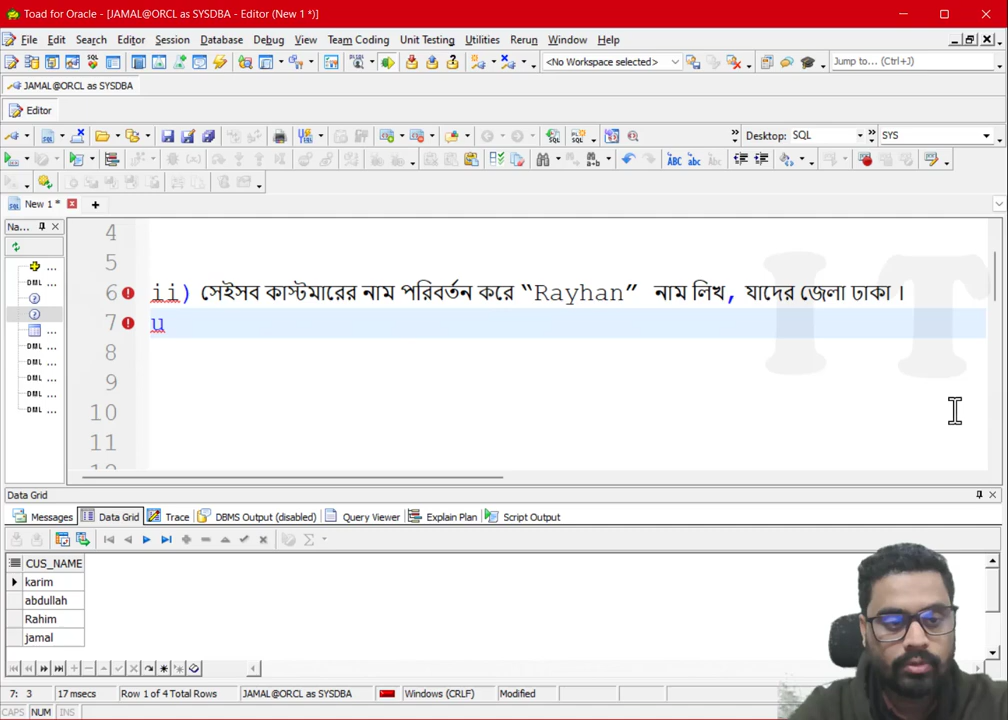 Toad for Oracle - [JAMAL@ORCL as SYSDBA - Editor (New 1 *)]
File Edit Search Editor Session Database Debug View Team Coding Unit Testing Utilities Rerun Window Help
<No Workspace selected> Jump to... (Ctrl+J)
JAMAL@ORCL as SYSDBA
Editor
Desktop: SQL SYS
New 1 *
Na...
4
5
6 ii) সেইসব কাস্টমারের নাম পরিবর্তন করে “Rayhan” নাম লিখ, যাদের জেলা ঢাকা।
7 u
8
9
10
11
IT
Data Grid
Messages Data Grid Trace DBMS Output (disabled) Query Viewer Explain Plan Script Output
CUS_NAME
karim
abdullah
Rahim
jamal
7: 3 17 msecs Row 1 of 4 Total Rows JAMAL@ORCL as SYSDBA Windows (CRLF) Modified
CAPS NUM INS